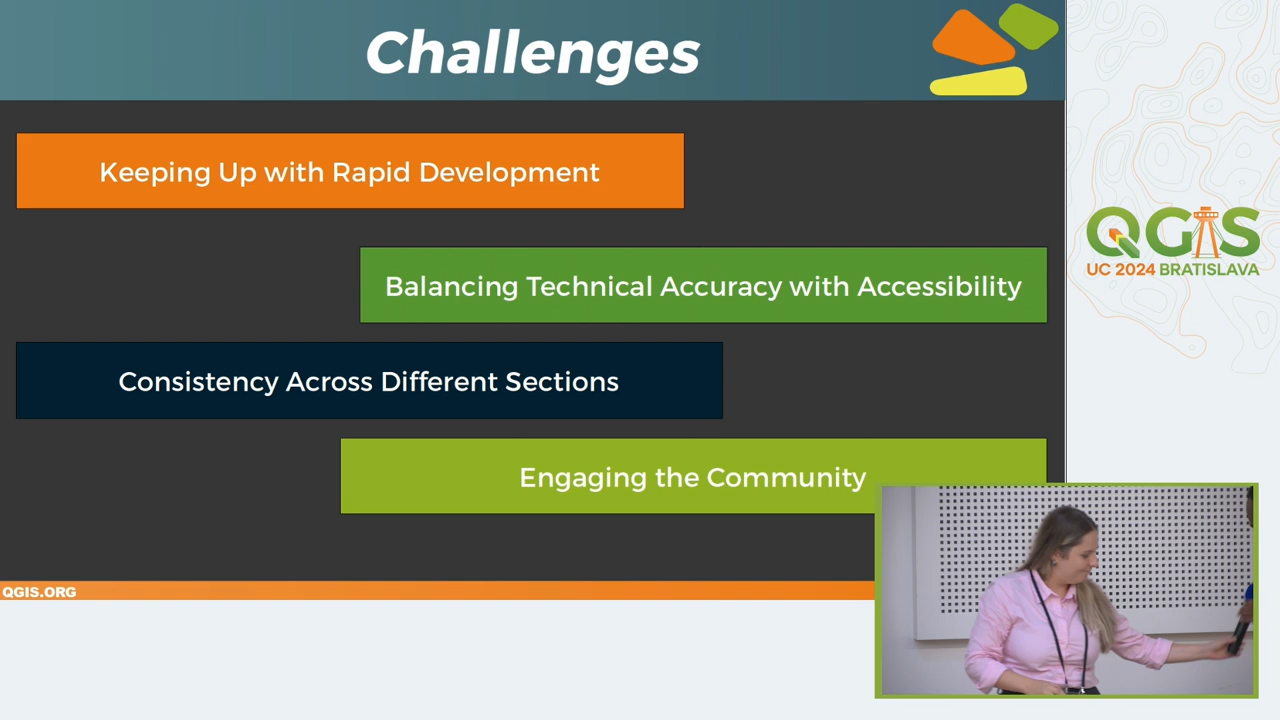 Challenges
Keeping Up with Rapid Development
Balancing Technical Accuracy with Accessibility
Consistency Across Different Sections
Engaging the Community
QGIS.ORG
QGIS
UC 2024 BRATISLAVA